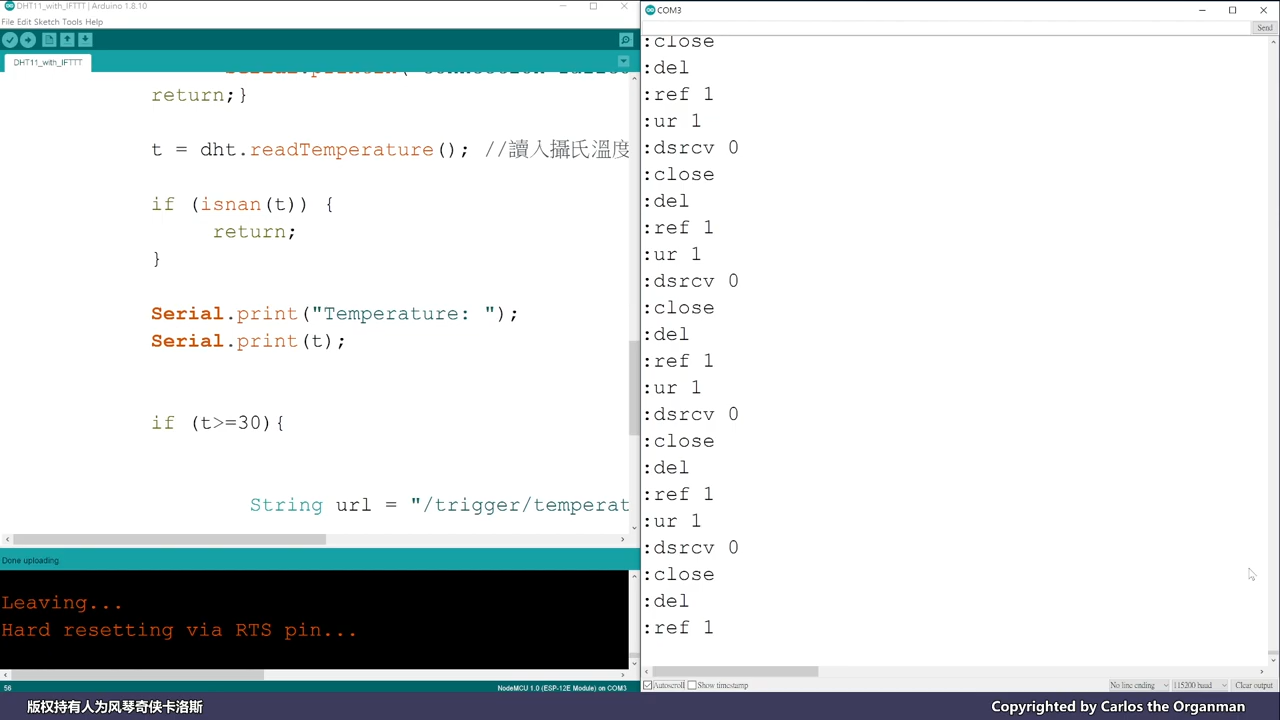 DHT11_with_IFTTT | Arduino 1.8.10
File Edit Sketch Tools Help
DHT11_with_IFTTT
return;}
t = dht.readTemperature(); //讀入攝氏溫度
if (isnan(t)) {
return;
}
Serial.print("Temperature: ");
Serial.print(t);
if (t>=30){
String url = "/trigger/temperat
Done uploading.
Leaving...
Hard resetting via RTS pin...
56
NodeMCU 1.0 (ESP-12E Module) on COM3
COM3
Send
:close
:del
:ref 1
:ur 1
:dsrcv 0
:close
:del
:ref 1
:ur 1
:dsrcv 0
:close
:del
:ref 1
:ur 1
:dsrcv 0
:close
:del
:ref 1
:ur 1
:dsrcv 0
:close
:del
:ref 1
Autoscroll
Show timestamp
No line ending
115200 baud
Clear output
版权持有人为风琴奇侠卡洛斯
Copyrighted by Carlos the Organman